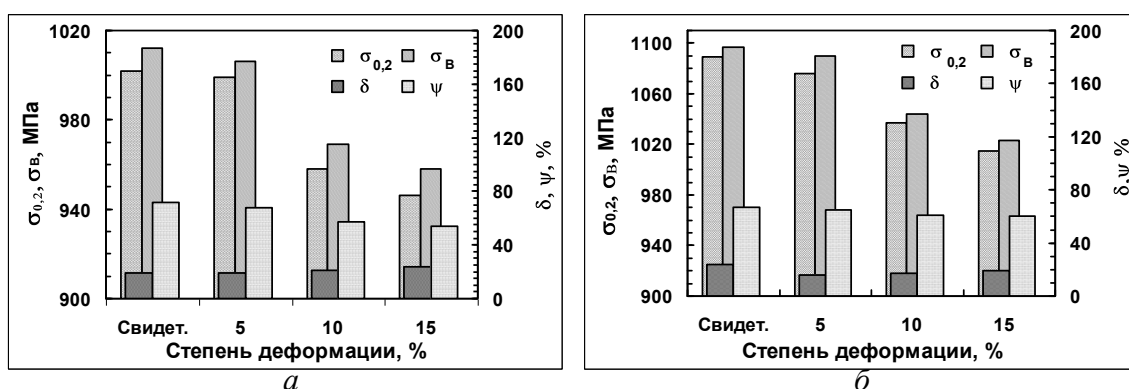 1020
980
940
900
200
160
120
80
40
0
σ0,2, σв, МПа
δ, ψ, %
σ0,2 σв
δ ψ
Свидет. 5 10 15
Степень деформации, %
а
1100
1060
1020
980
940
900
200
160
120
80
40
0
σ0,2, σв, МПа
δ,ψ %
σ0,2 σв
δ ψ
Свидет. 5 10 15
Степень деформации, %
б